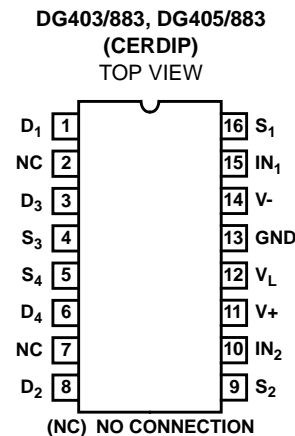 DG403/883, DG405/883
(CERDIP)
TOP VIEW
D1 1 16 S1
NC 2 15 IN1
D3 3 14 V-
S3 4 13 GND
S4 5 12 VL
D4 6 11 V+
NC 7 10 IN2
D2 8 9 S2
(NC) NO CONNECTION